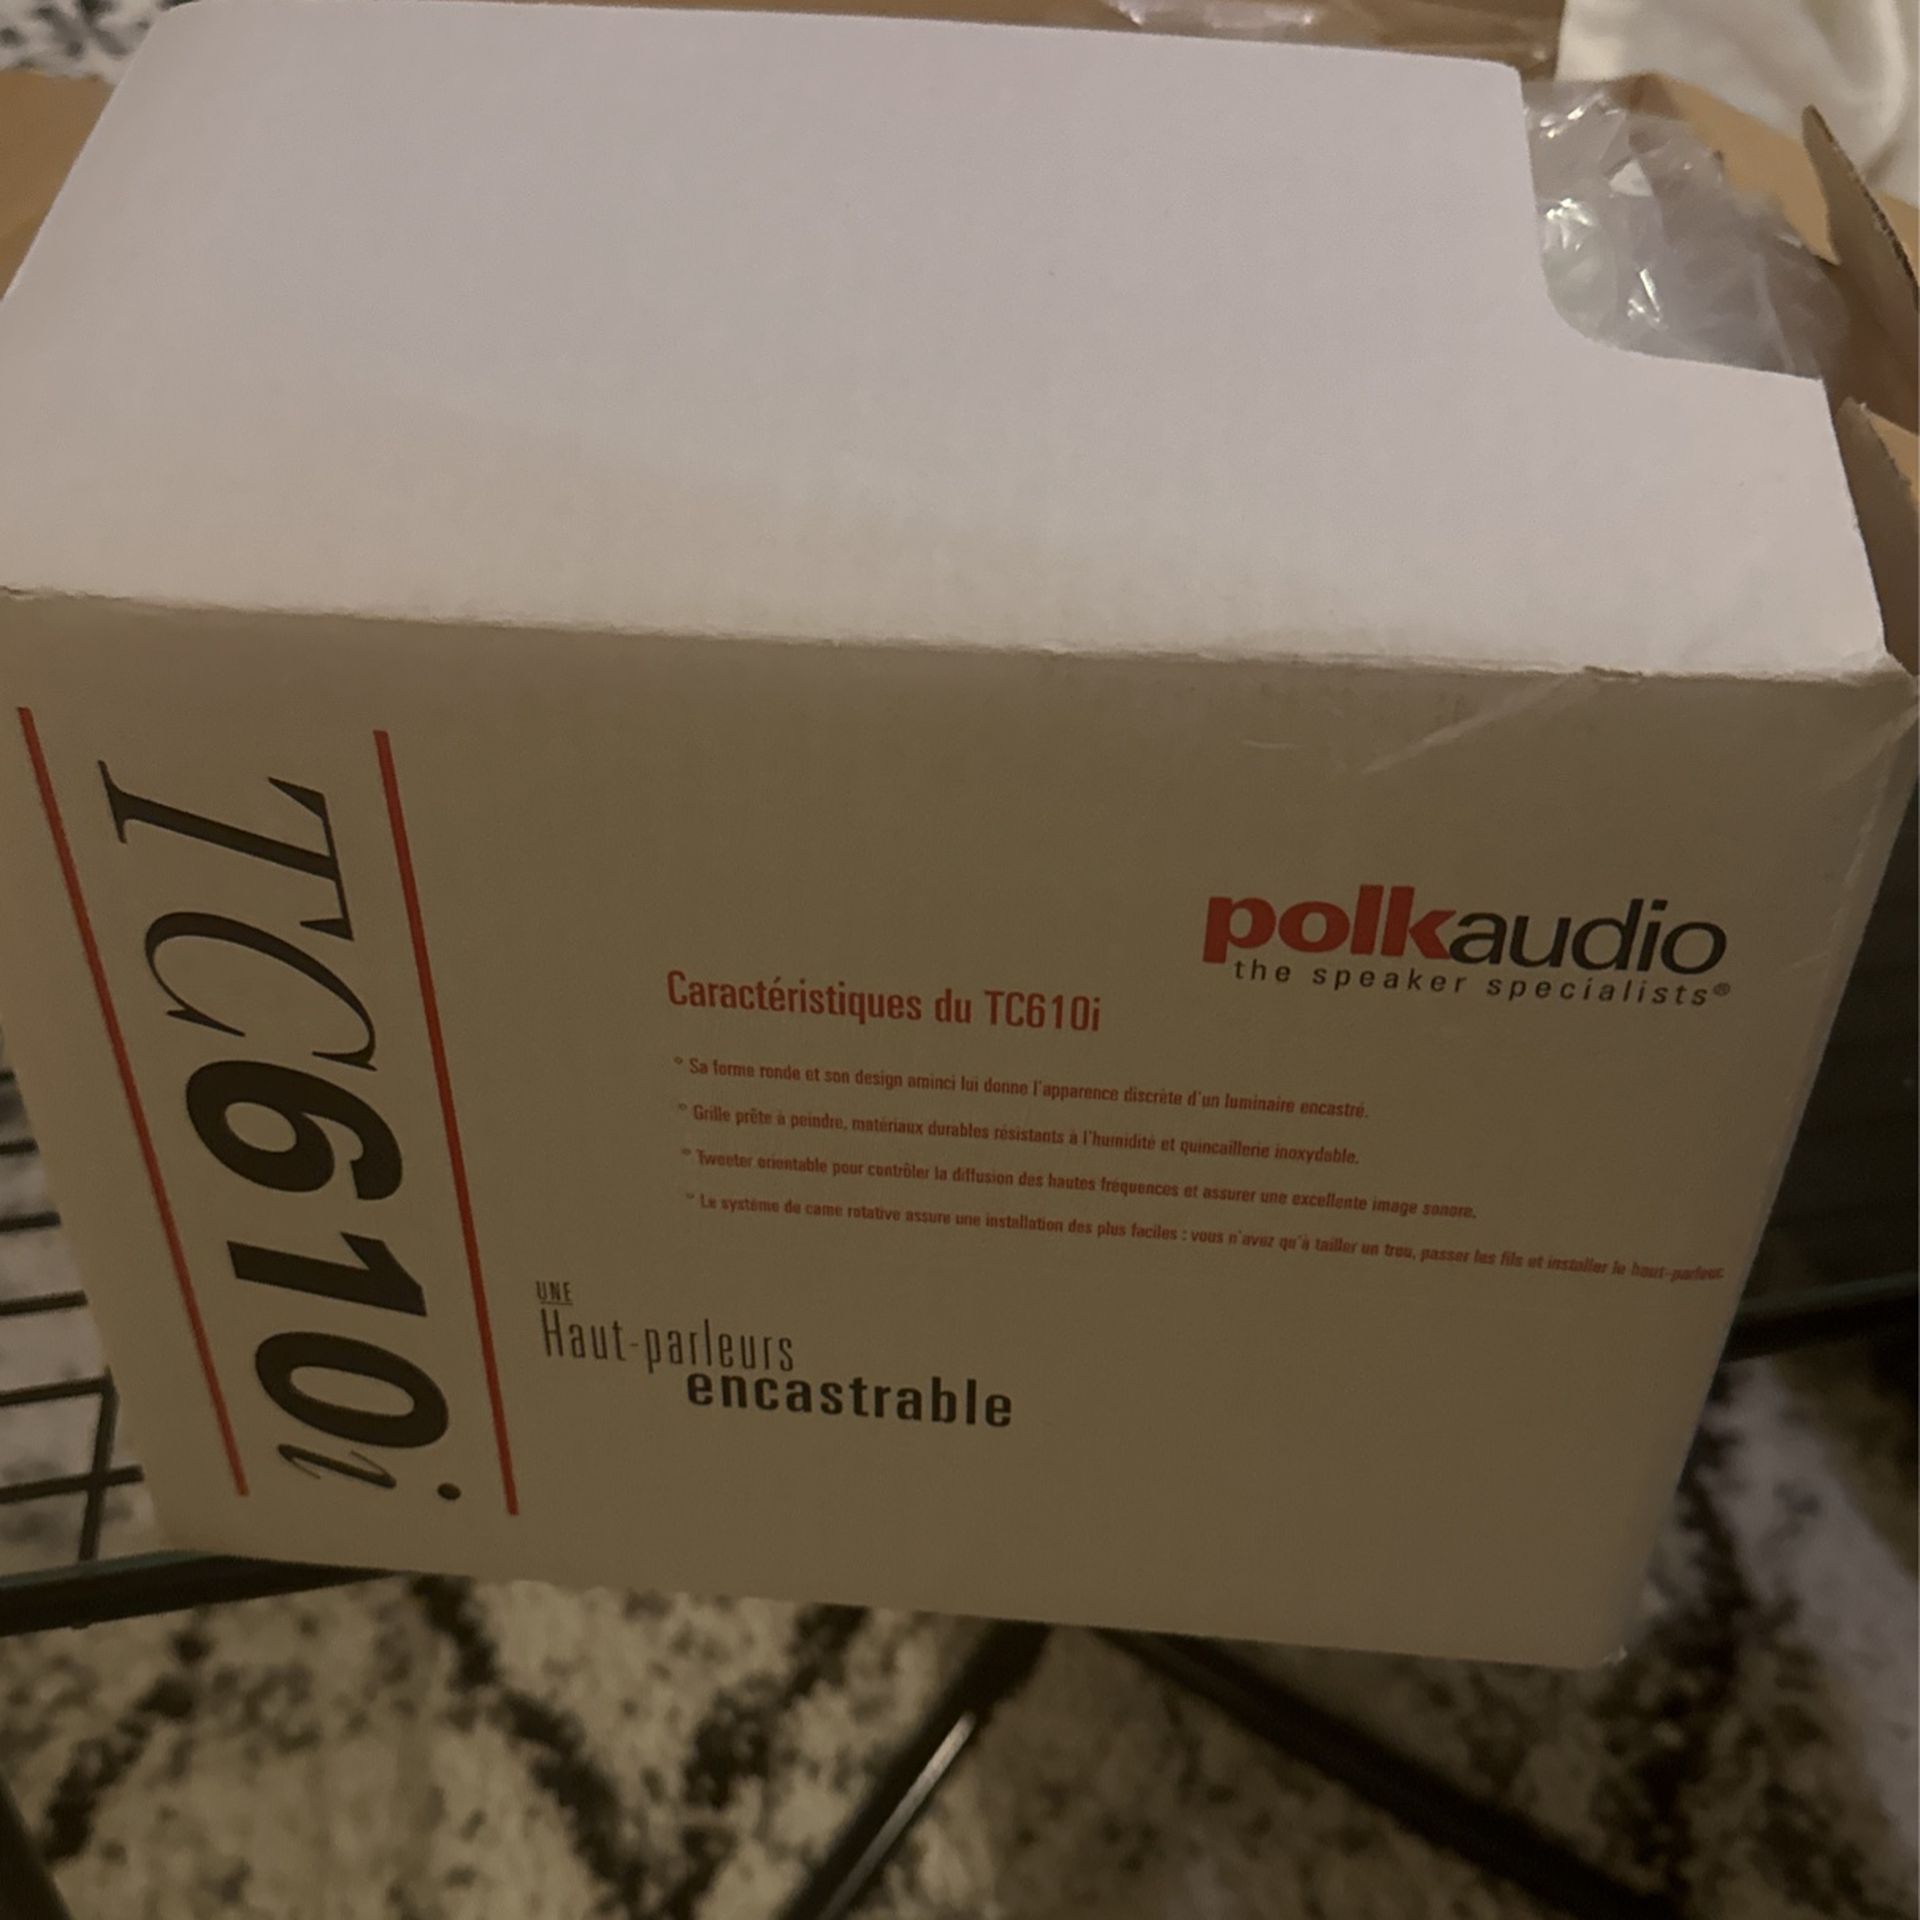 TC610i
polkaudio
the speaker specialists®
Caractéristiques du TC610i
° Sa forme ronde et son design aminci lui donne l'apparence discrète d'un luminaire encastré.
° Grille prête à peindre, matériaux durables résistants à l'humidité et quincaillerie inoxydable.
° Tweeter orientable pour contrôler la diffusion des hautes fréquences et assurer une excellente image sonore.
° Le système de came rotative assure une installation des plus faciles : vous n'avez qu'à tailler un trou, passer les fils et installer le haut-parleur.
UNE
Haut-parleurs
encastrable